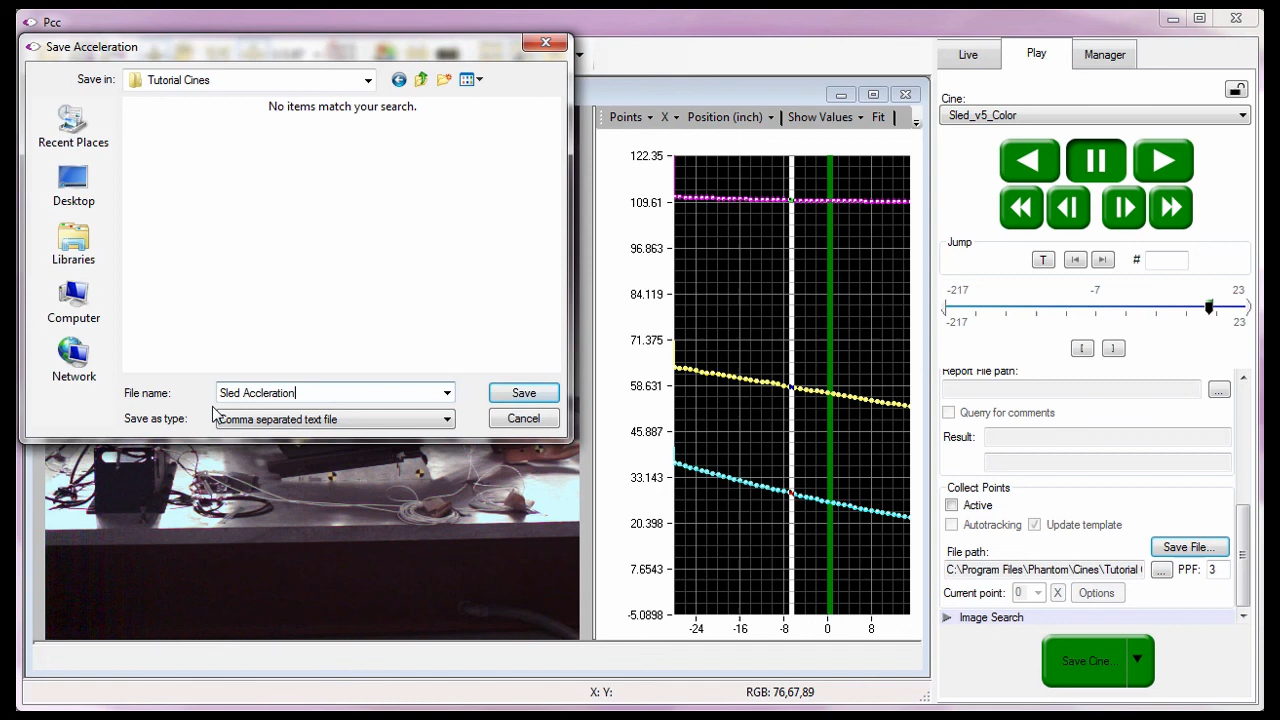 Pcc
Save Acceleration
Save in:
Tutorial Cines
No items match your search.
Recent Places
Desktop
Libraries
Computer
Network
File name:
Sled Accleration
Save
Save as type:
Comma separated text file
Cancel
Points
X
Position (inch)
Show Values
Fit
122.35
109.61
96.863
84.119
71.375
58.631
45.887
33.143
20.398
7.6543
-5.0898
-24 -16 -8 0 8
X: Y:
RGB: 76,67,89
Live
Play
Manager
Cine:
Sled_v5_Color
Jump
T
#
-217 -7 23
-217 23
[ ]
Report File path:
...
Querry for comments
Result:
Collect Points
Active
Autotracking
Update template
File path:
Save File...
C:\Program Files\Phantom\Cines\Tutorial
...
PPF:
3
Current point:
0
X
Options
Image Search
Save Cine...